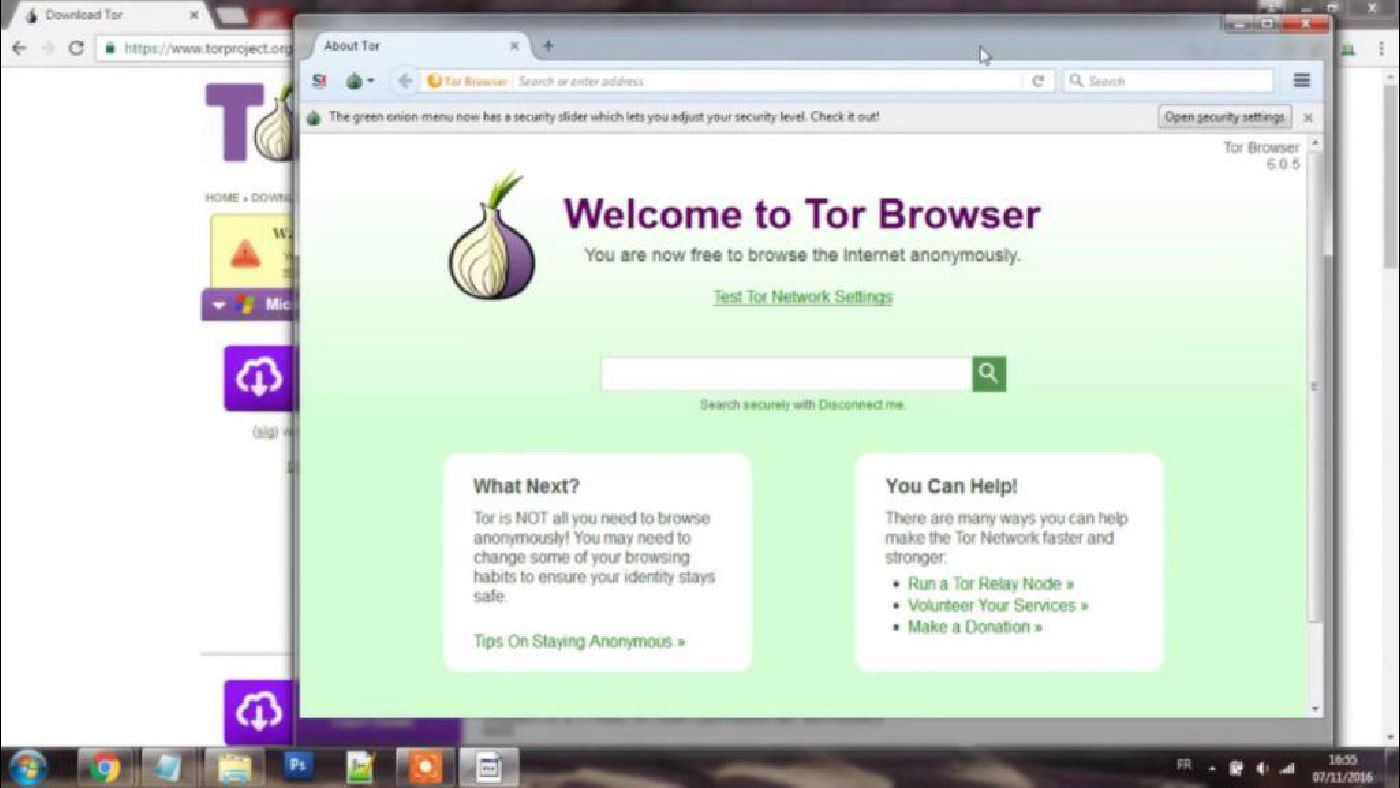 Download Tor
https://www.torproject.org
HOME
About Tor
Tor Browser
Search or enter address
Search
The green onion menu now has a security slider which lets you adjust your security level. Check it out!
Open security settings
Tor Browser
6.0.5
Welcome to Tor Browser
You are now free to browse the Internet anonymously.
Test Tor Network Settings
Search securely with Disconnect.me.
What Next?
Tor is NOT all you need to browse
anonymously! You may need to
change some of your browsing
habits to ensure your identity stays
safe.
Tips On Staying Anonymous »
You Can Help!
There are many ways you can help
make the Tor Network faster and
stronger:
Run a Tor Relay Node »
Volunteer Your Services »
Make a Donation »
(sig)
Ps
FR
16:55
07/11/2016